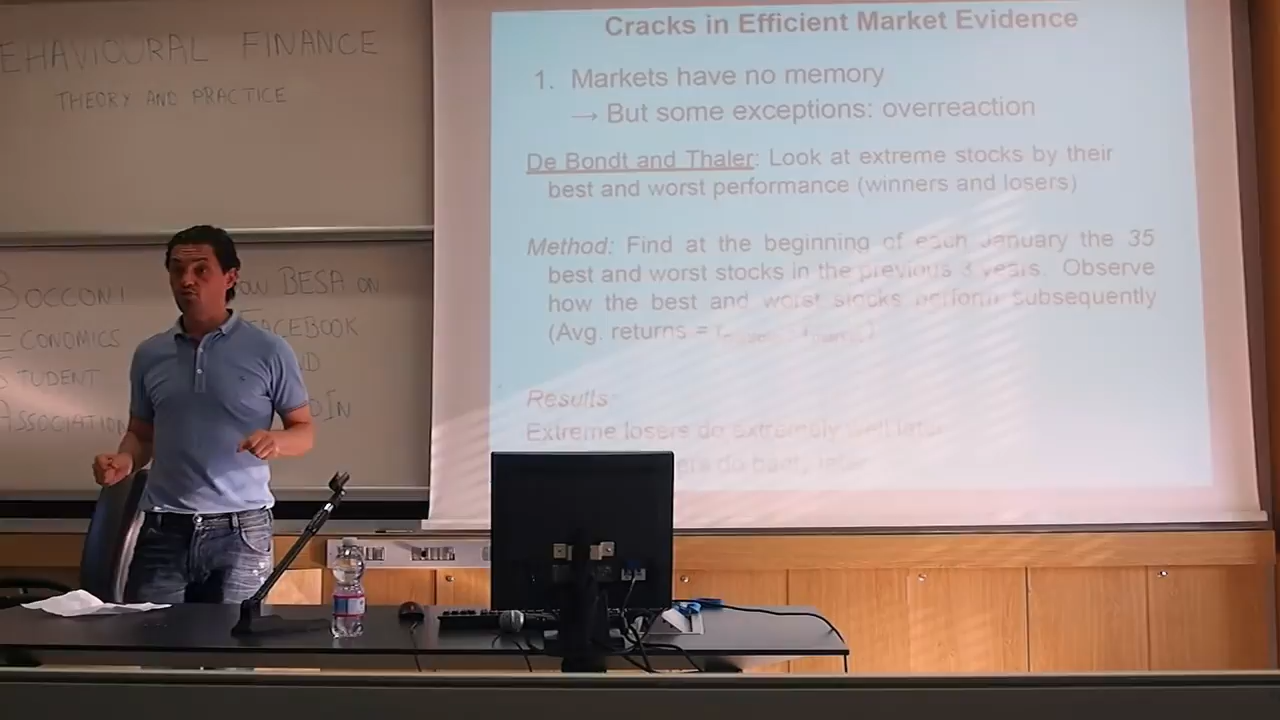 EHAVIOURAL FINANCE
THEORY AND PRACTICE
BOCCONI
ECONOMICS
STUDENT
ASSOCIATION
BESA ON
FACEBOOK
Cracks in Efficient Market Evidence
1. Markets have no memory
→ But some exceptions: overreaction
De Bondt and Thaler: Look at extreme stocks by their
best and worst performance (winners and losers)
Method: Find at the beginning of each January the 35
best and worst stocks in the previous 3 years. Observe
how the best and worst stocks perform subsequently
(Avg. returns =
Results:
Extreme losers do extremely well later
do badly later